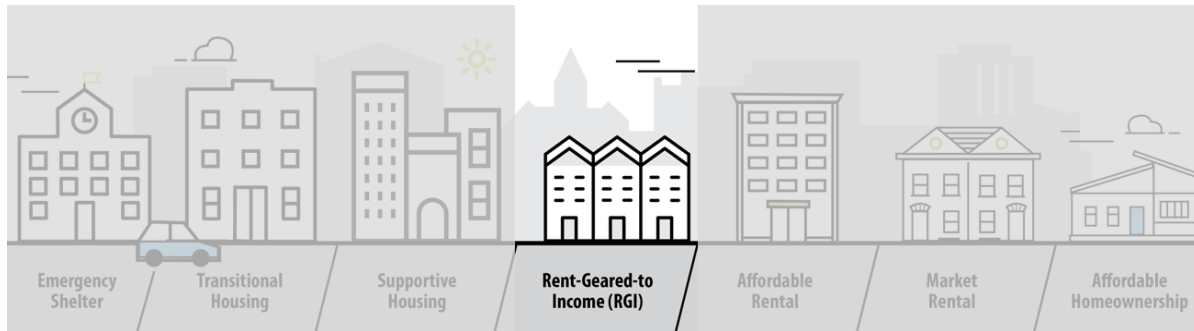 Emergency
Shelter
Transitional
Housing
Supportive
Housing
Rent-Geared-to
Income (RGI)
Affordable
Rental
Market
Rental
Affordable
Homeownership